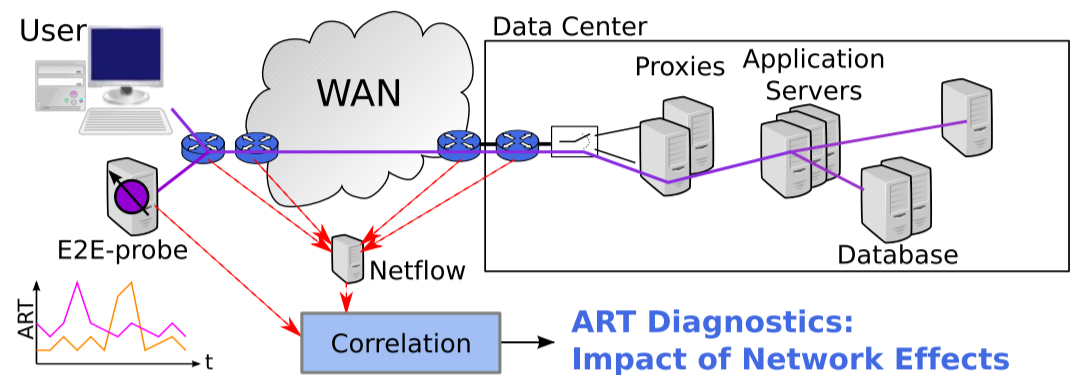 User
WAN
Data Center
Proxies
Application
Servers
E2E-probe
Netflow
Database
ART
t
Correlation
ART Diagnostics:
Impact of Network Effects